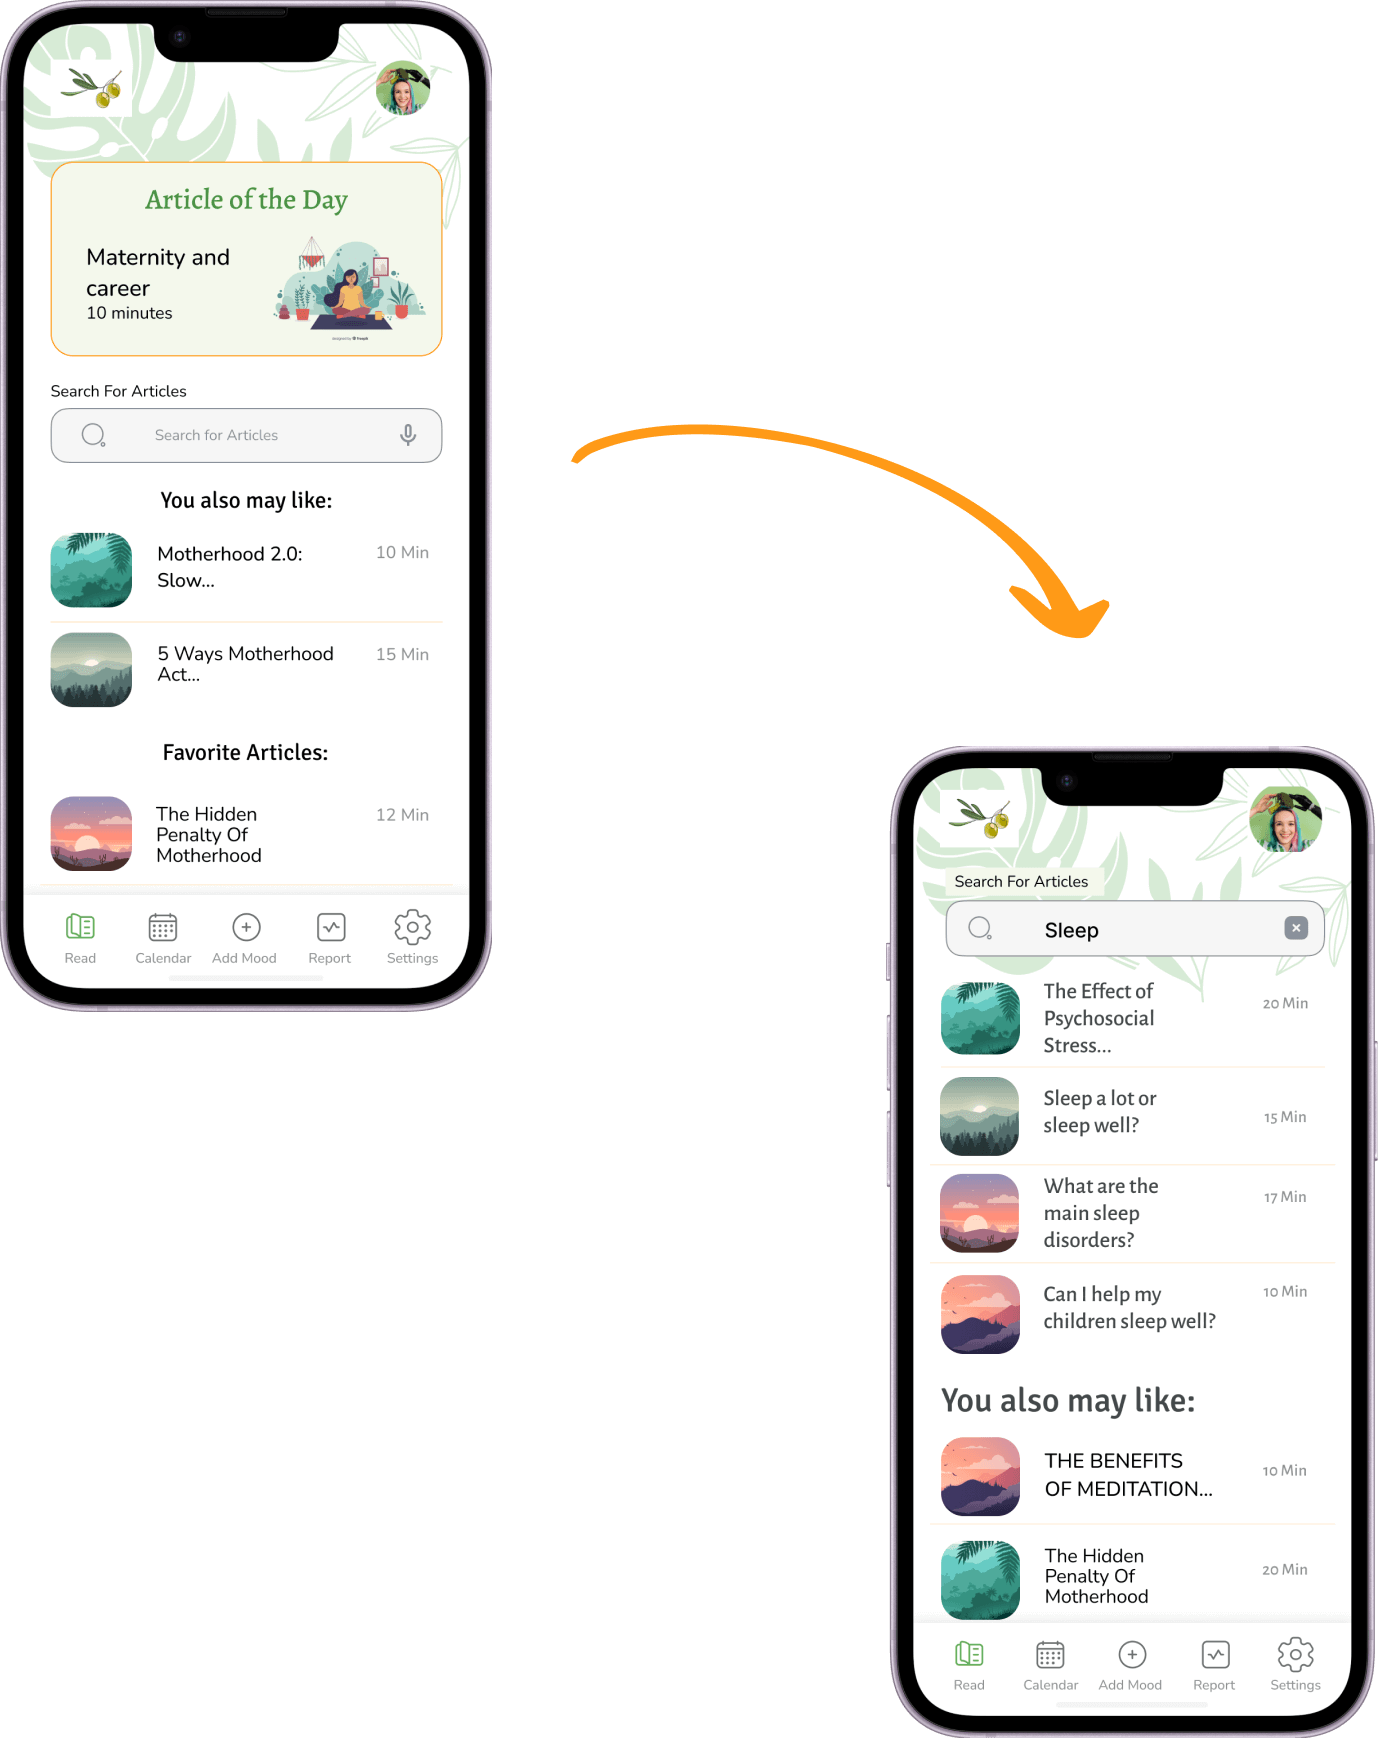 Article of the Day
Maternity and
career
10 minutes
Search For Articles
Search for Articles
You also may like:
Motherhood 2.0:
Slow...
10 Min
5 Ways Motherhood
Act...
15 Min
Favorite Articles:
The Hidden
Penalty Of
Motherhood
12 Min
Read
Calendar
Add Mood
Report
Settings
Search For Articles
Sleep
The Effect of
Psychosocial
Stress...
20 Min
Sleep a lot or
sleep well?
15 Min
What are the
main sleep
disorders?
17 Min
Can I help my
children sleep well?
10 Min
You also may like:
THE BENEFITS
OF MEDITATION...
10 Min
The Hidden
Penalty Of
Motherhood
20 Min
Read
Calendar
Add Mood
Report
Settings